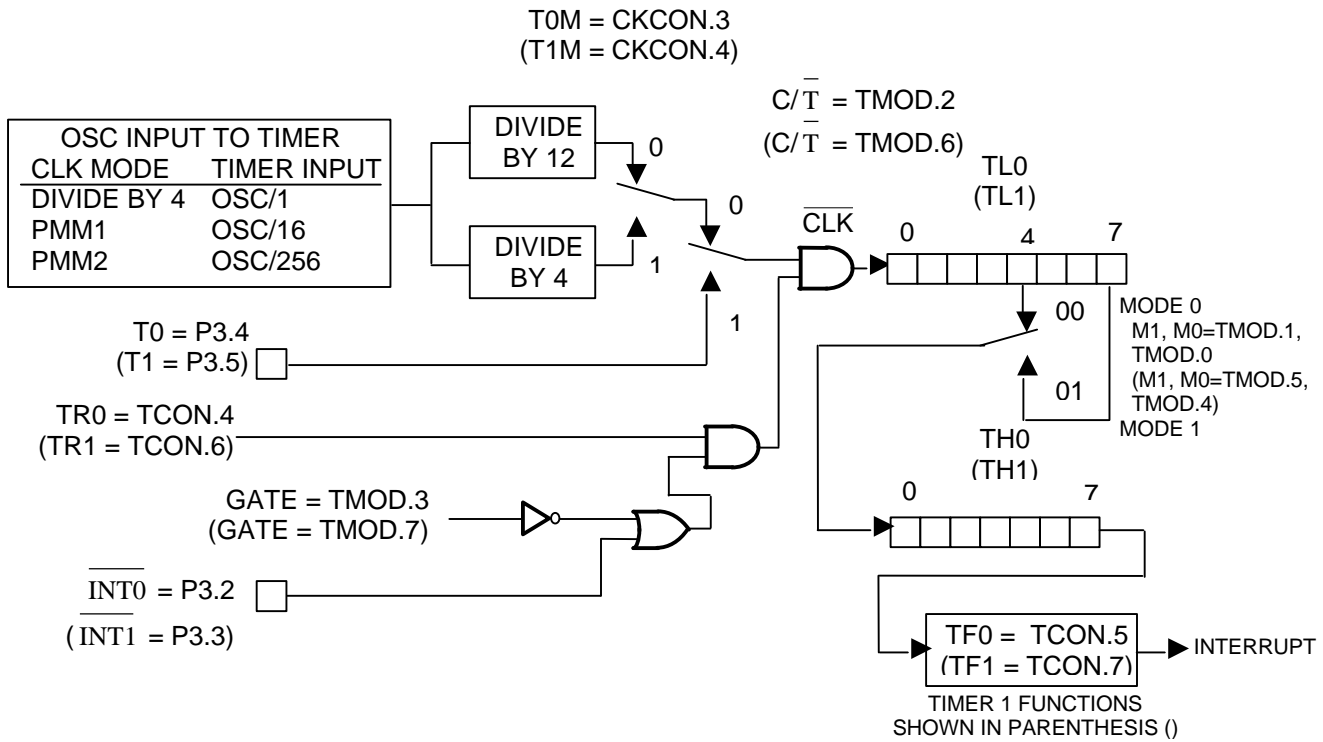 T0M = CKCON.3
(T1M = CKCON.4)
C/T̅ = TMOD.2
(C/T̅ = TMOD.6)
OSC INPUT TO TIMER
CLK MODE TIMER INPUT
DIVIDE BY 4 OSC/1
PMM1 OSC/16
PMM2 OSC/256
DIVIDE
BY 12
0
DIVIDE
BY 4
1
0
1
C̅L̅K̅
TL0
(TL1)
0 4 7
T0 = P3.4
(T1 = P3.5)
00
01
MODE 0
M1, M0=TMOD.1,
TMOD.0
(M1, M0=TMOD.5,
TMOD.4)
MODE 1
TR0 = TCON.4
(TR1 = TCON.6)
TH0
(TH1)
0 7
GATE = TMOD.3
(GATE = TMOD.7)
I̅N̅T̅0̅ = P3.2
(I̅N̅T̅1̅ = P3.3)
TF0 = TCON.5
(TF1 = TCON.7)
INTERRUPT
TIMER 1 FUNCTIONS
SHOWN IN PARENTHESIS ()